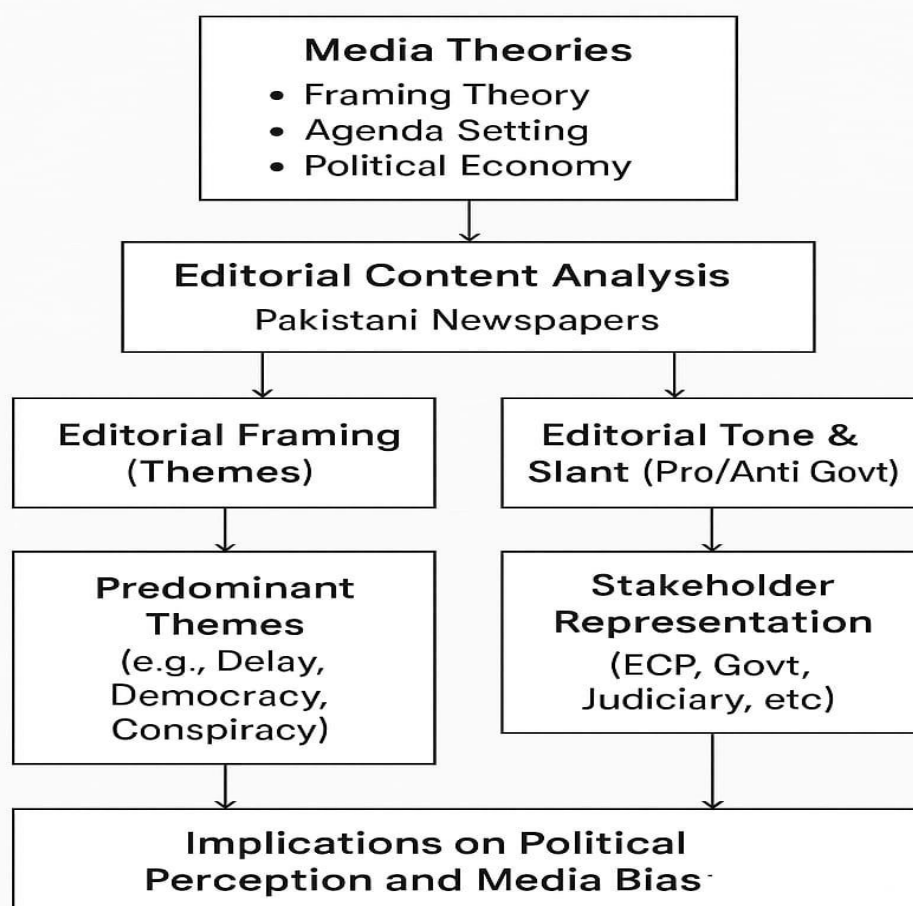 Media Theories
• Framing Theory
• Agenda Setting
• Political Economy
Editorial Content Analysis
Pakistani Newspapers
Editorial Framing
(Themes)
Editorial Tone &
Slant (Pro/Anti Govt)
Predominant
Themes
(e.g., Delay,
Democracy,
Conspiracy)
Stakeholder
Representation
(ECP, Govt,
Judiciary, etc)
Implications on Political
Perception and Media Bias